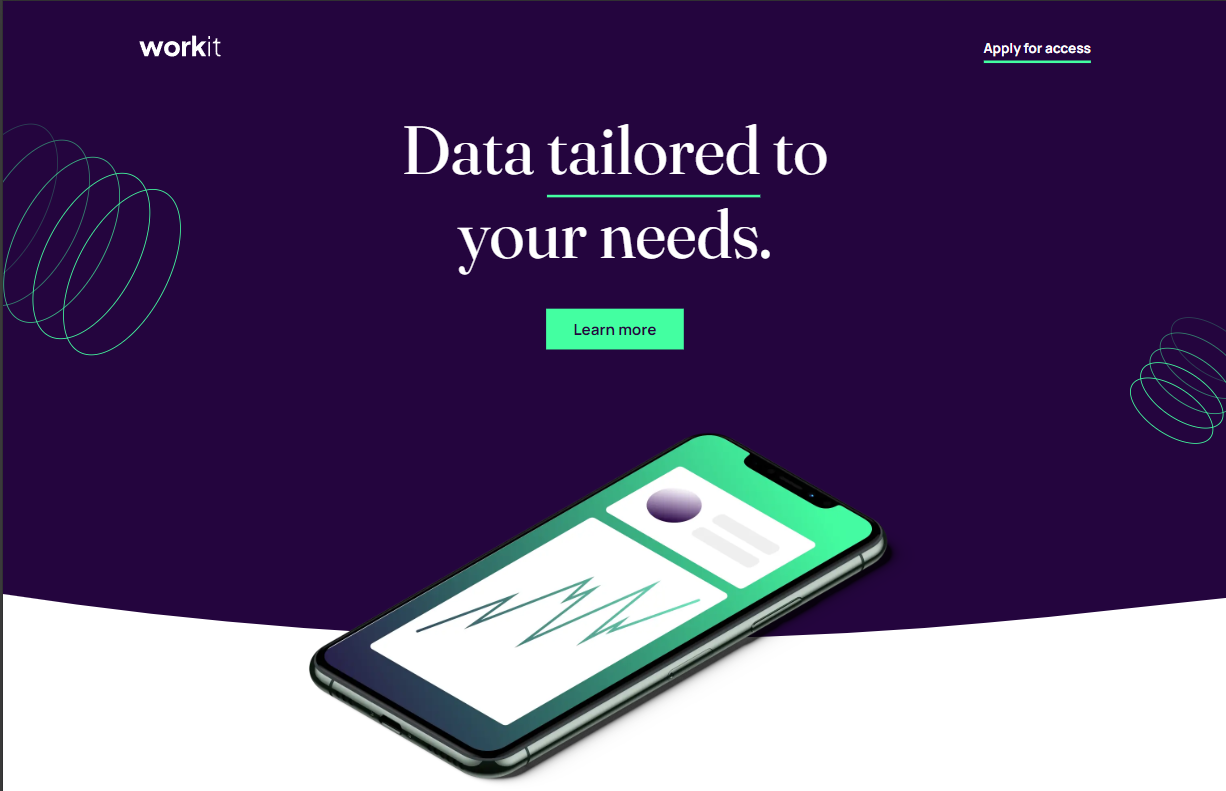 workit
Apply for access
Data tailored to
your needs.
Learn more